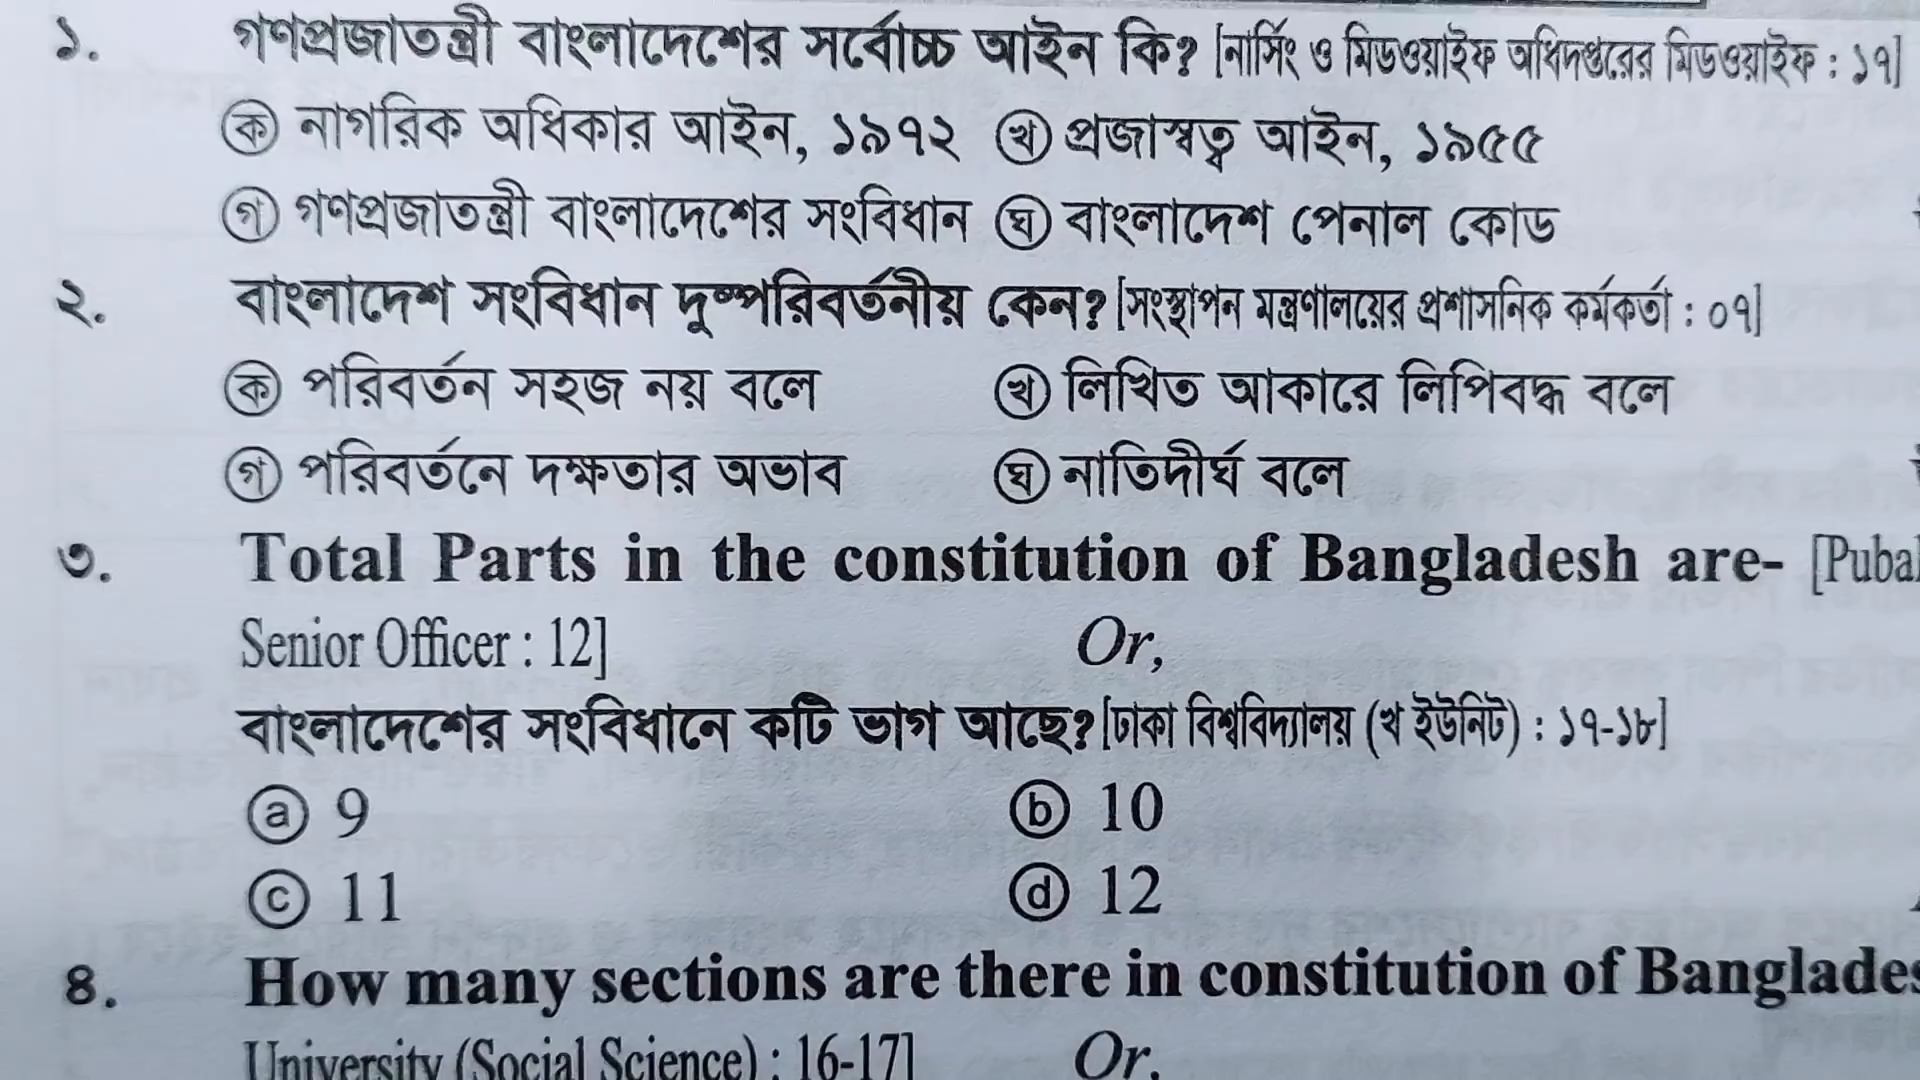 ১. গণপ্রজাতন্ত্রী বাংলাদেশের সর্বোচ্চ আইন কি? [নার্সিং ও মিডওয়াইফ অধিদপ্তরের মিডওয়াইফ : ১৭]
ক নাগরিক অধিকার আইন, ১৯৭২ খ প্রজাস্বত্ব আইন, ১৯৫৫
গ গণপ্রজাতন্ত্রী বাংলাদেশের সংবিধান ঘ বাংলাদেশ পেনাল কোড
২. বাংলাদেশ সংবিধান দুষ্পরিবর্তনীয় কেন? [সংস্থাপন মন্ত্রণালয়ের প্রশাসনিক কর্মকর্তা : ০৭]
ক পরিবর্তন সহজ নয় বলে খ লিখিত আকারে লিপিবদ্ধ বলে
গ পরিবর্তনে দক্ষতার অভাব ঘ নাতিদীর্ঘ বলে
৩. Total Parts in the constitution of Bangladesh are-
Senior Officer : 12] Or,
বাংলাদেশের সংবিধানে কটি ভাগ আছে? [ঢাকা বিশ্ববিদ্যালয় (খ ইউনিট) : ১৭-১৮]
a 9 b 10
c 11 d 12
৪. How many sections are there in constitution of
University (Social Science) : 16-17] Or,